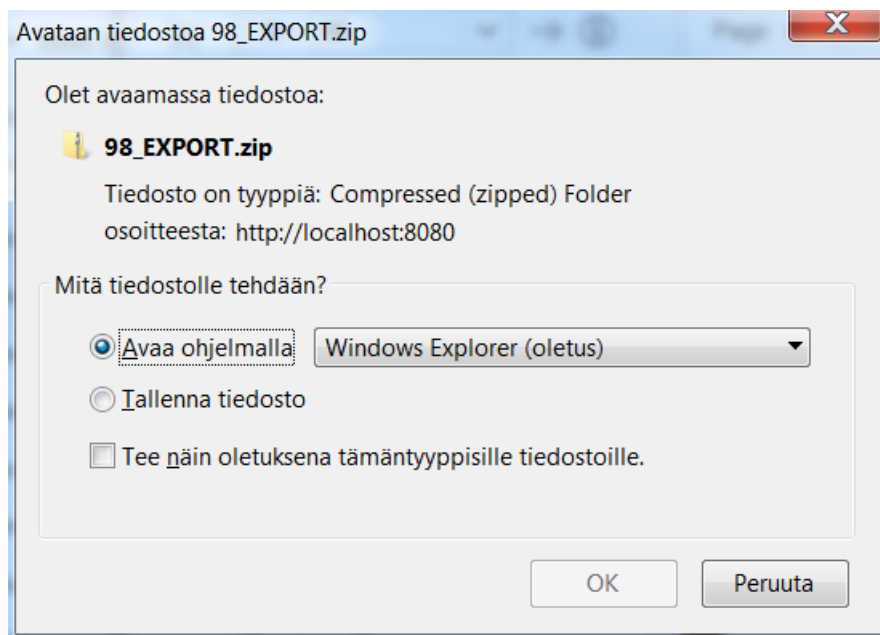 Avataan tiedostoa 98_EXPORT.zip
Page
Olet avaamassa tiedostoa:
98_EXPORT.zip
Tiedosto on tyyppiä: Compressed (zipped) Folder
osoitteesta: http://localhost:8080
Mitä tiedostolle tehdään?
Avaa ohjelmalla Windows Explorer (oletus)
Tallenna tiedosto
Tee näin oletuksena tämäntyyppisille tiedostoille.
OK Peruuta